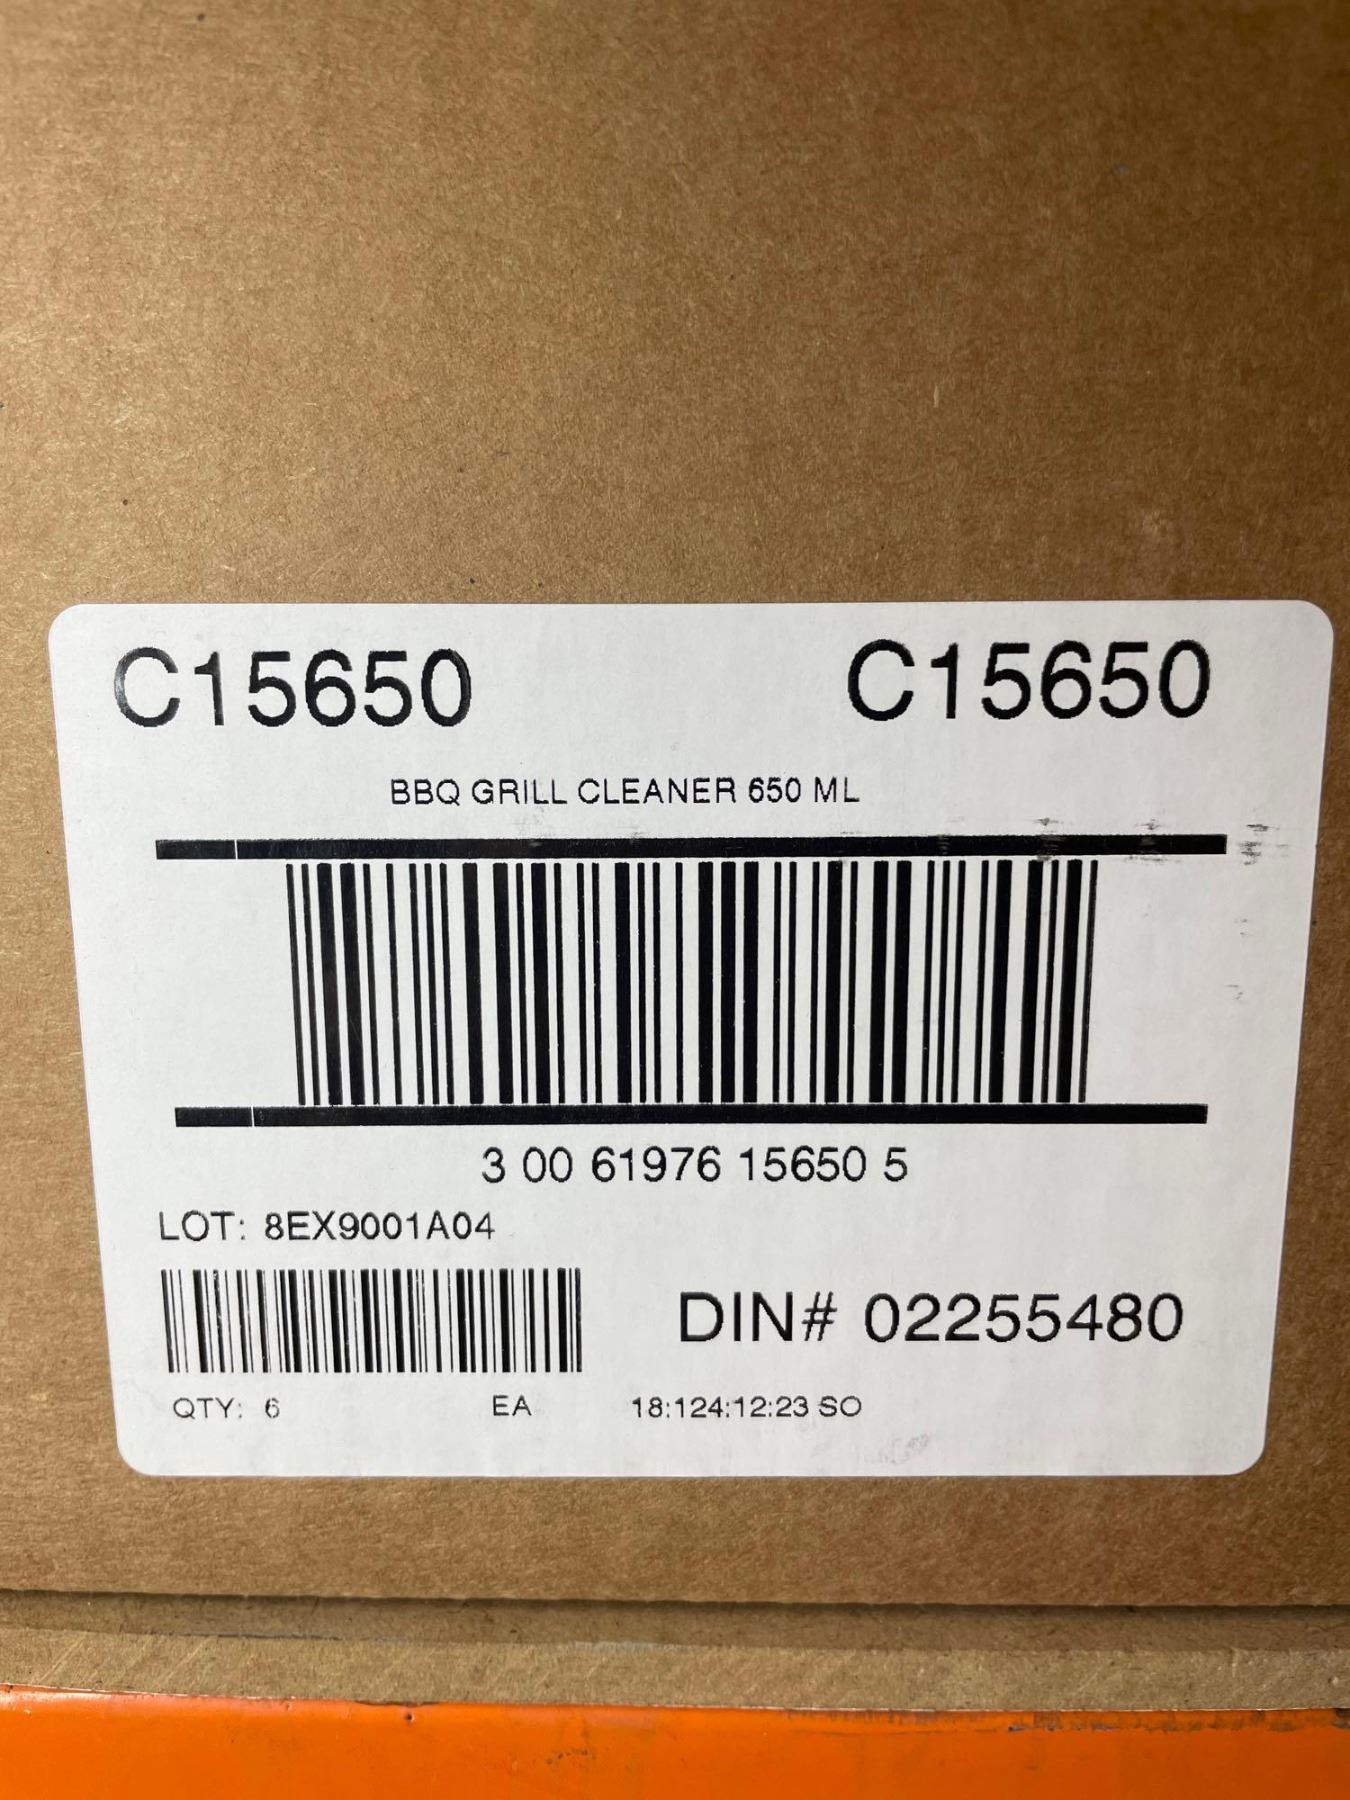 C15650 C15650
BBQ GRILL CLEANER 650 ML
3 00 61976 15650 5
LOT: 8EX9001A04
DIN# 02255480
QTY: 6 EA 18:124:12:23 SO